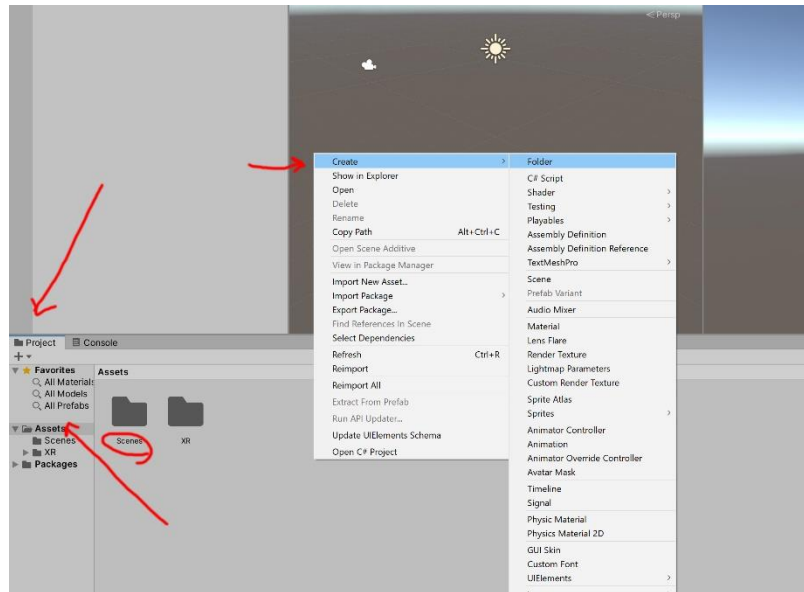 < Persp
Create >
Show in Explorer
Open
Delete
Rename
Copy Path Alt+Ctrl+C
Open Scene Additive
View in Package Manager
Import New Asset...
Import Package >
Export Package...
Find References In Scene
Select Dependencies
Refresh Ctrl+R
Reimport
Reimport All
Extract From Prefab
Run API Updater...
Update UIElements Schema
Open C# Project
Folder
C# Script
Shader >
Testing >
Playables >
Assembly Definition
Assembly Definition Reference
TextMeshPro >
Scene
Prefab Variant
Audio Mixer
Material
Lens Flare
Render Texture
Lightmap Parameters
Custom Render Texture
Sprite Atlas
Sprites >
Animator Controller
Animation
Animator Override Controller
Avatar Mask
Timeline
Signal
Physic Material
Physics Material 2D
GUI Skin
Custom Font
UIElements >
Project Console
Favorites
All Materials
All Models
All Prefabs
Assets
Scenes
XR
Packages
Assets
Scenes XR